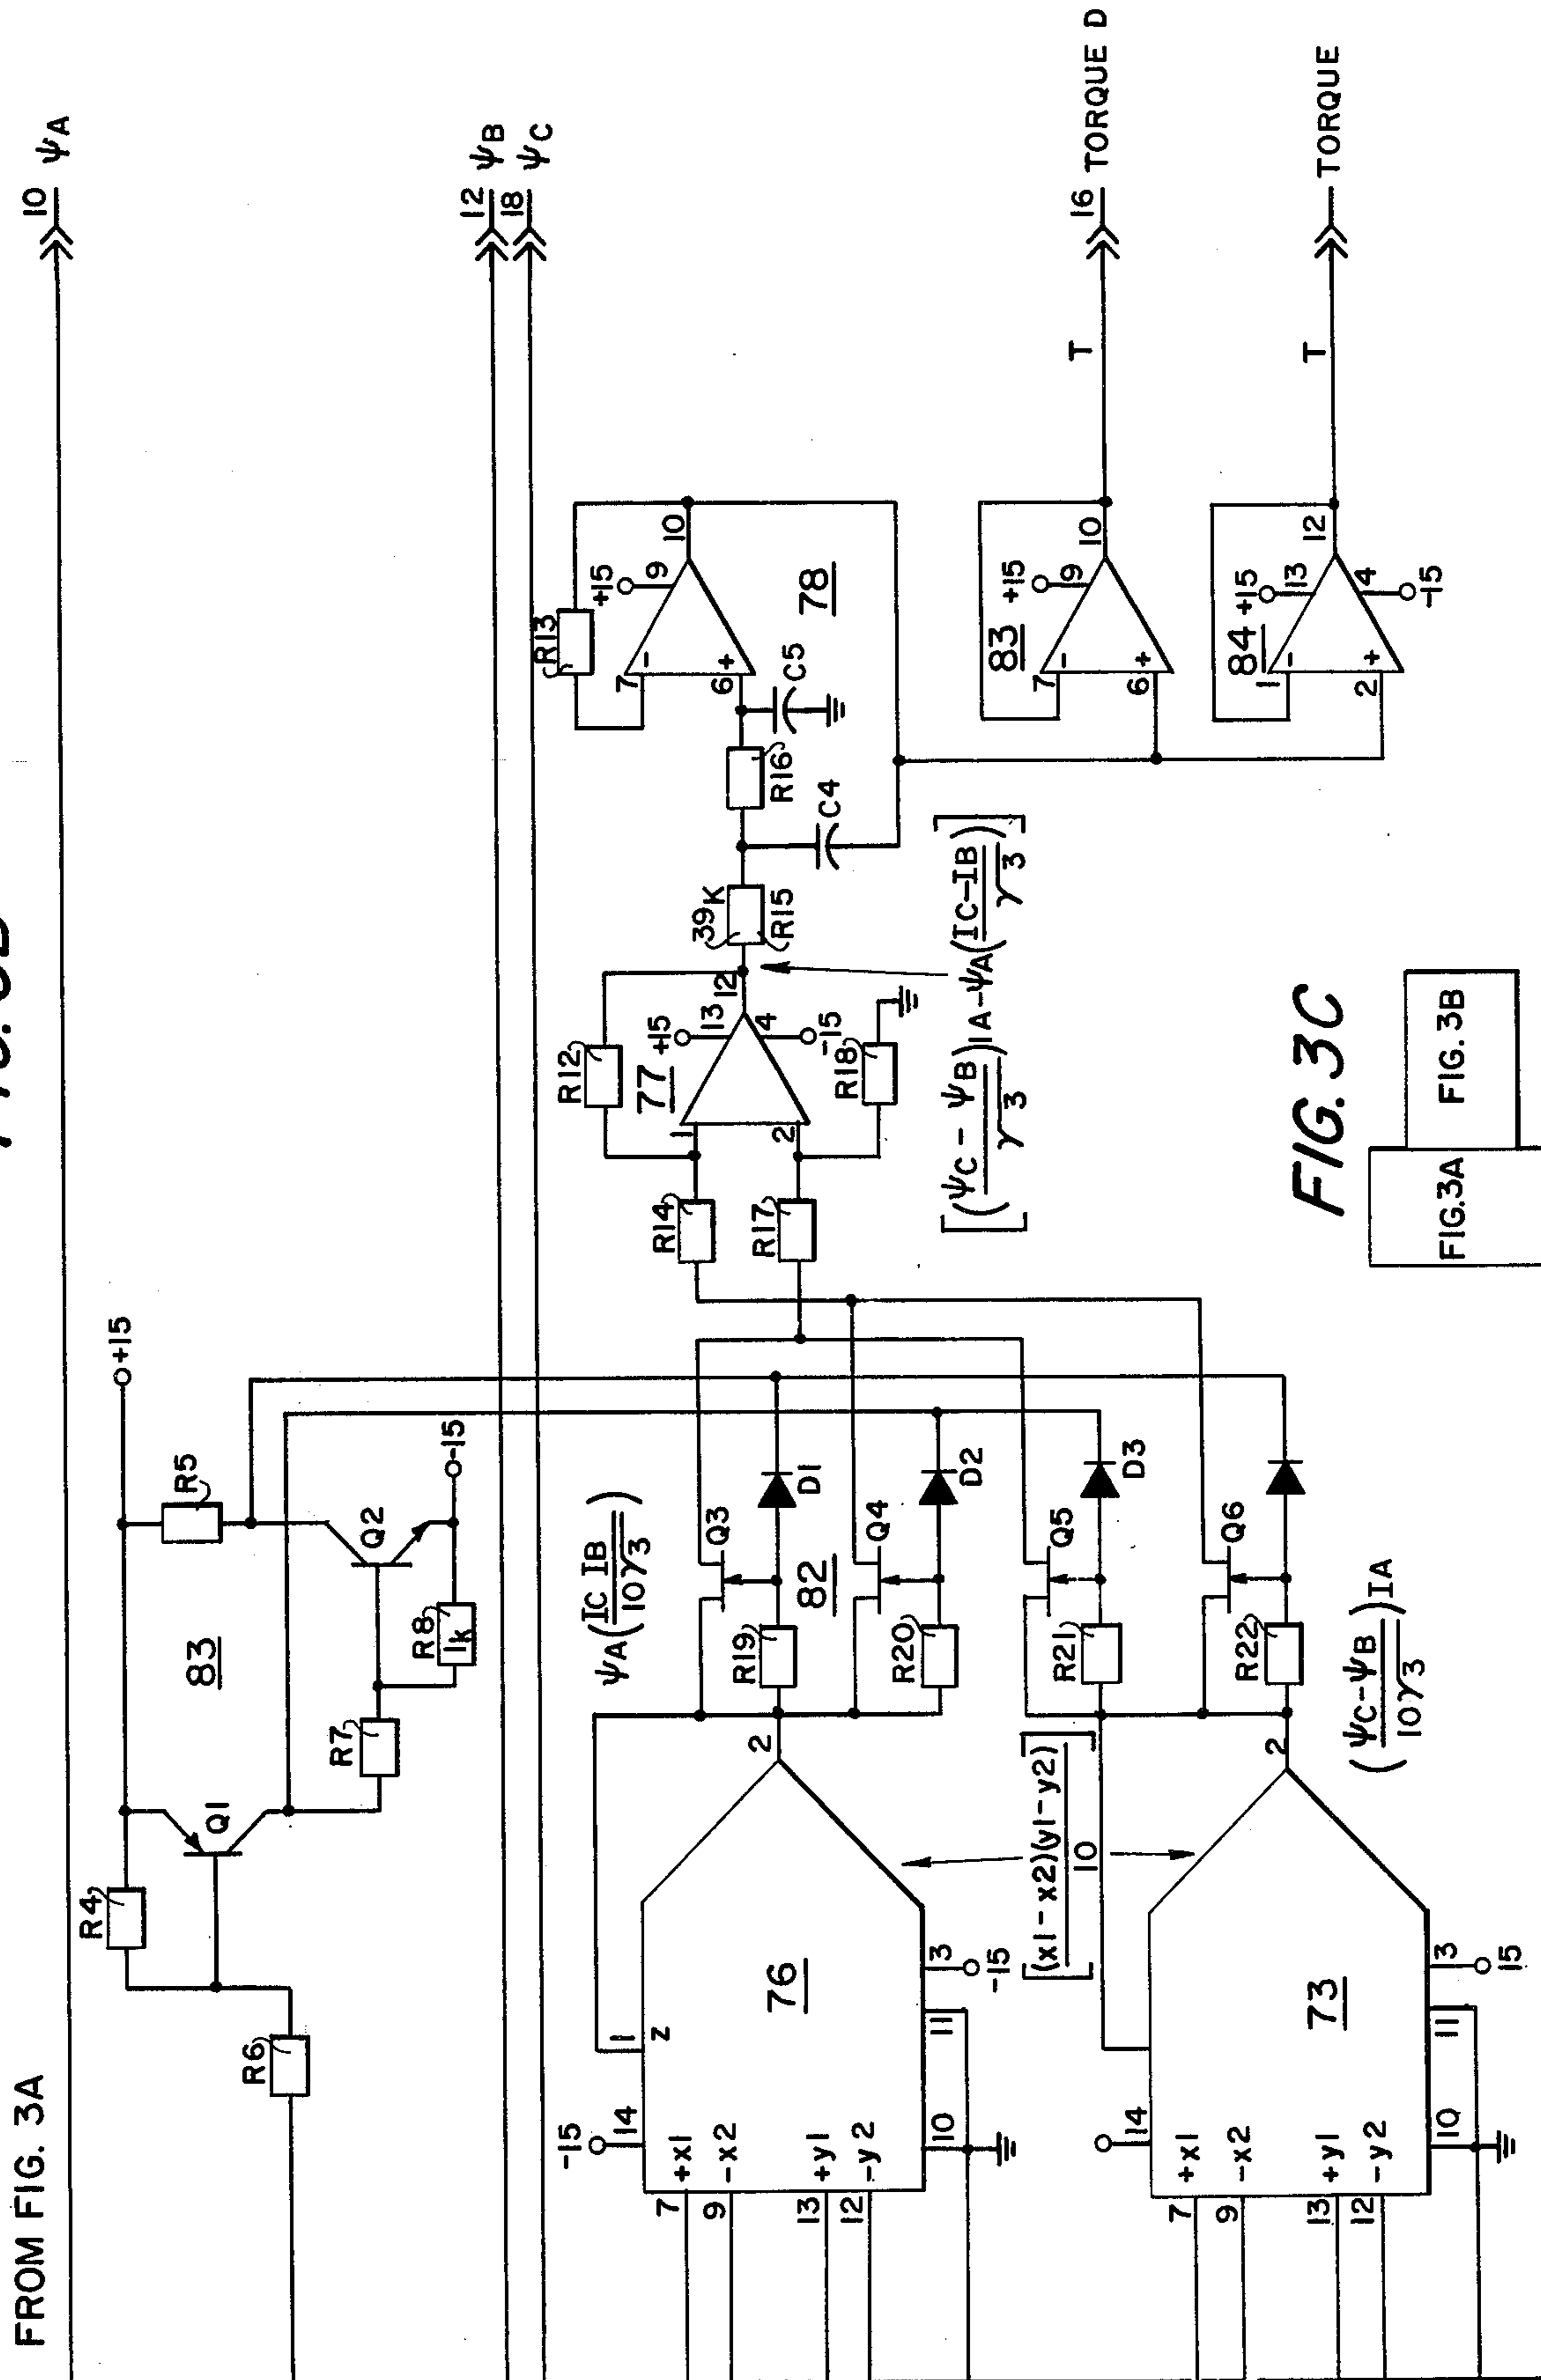 FROM FIG. 3A
10 ψA
12 ψB
18 ψC
+15
R4
R5
R6
Q1
83
R7
Q2
R8
1K
-15
ψA(IC IB/10√3)
-15
14
1
z
7 +x1
9 -x2
13 +y1
12 -y2
10
11
3
-15
76
2
Q3
R19
D1
82
Q4
R20
D2
[(x1-x2)(y1-y2)/10]
Q5
R21
D3
Q6
R22
(ψC-ψB/10√3)IA
14
7 +x1
9 -x2
13 +y1
12 -y2
10
11
3
15
73
2
R14
R17
R12
77
+15
13
1
2
12
4
-15
R18
39K
R15
[(ψC - ψB/√3)IA-ψA(IC-IB/√3)]
C4
R16
C5
R13
+15
9
7 -
6 +
10
78
83
+15
9
7 -
6 +
10
T
16 TORQUE D
84
+15
13
1 -
2 +
12
4
-15
T
TORQUE
FIG. 3C
FIG.3A
FIG. 3B